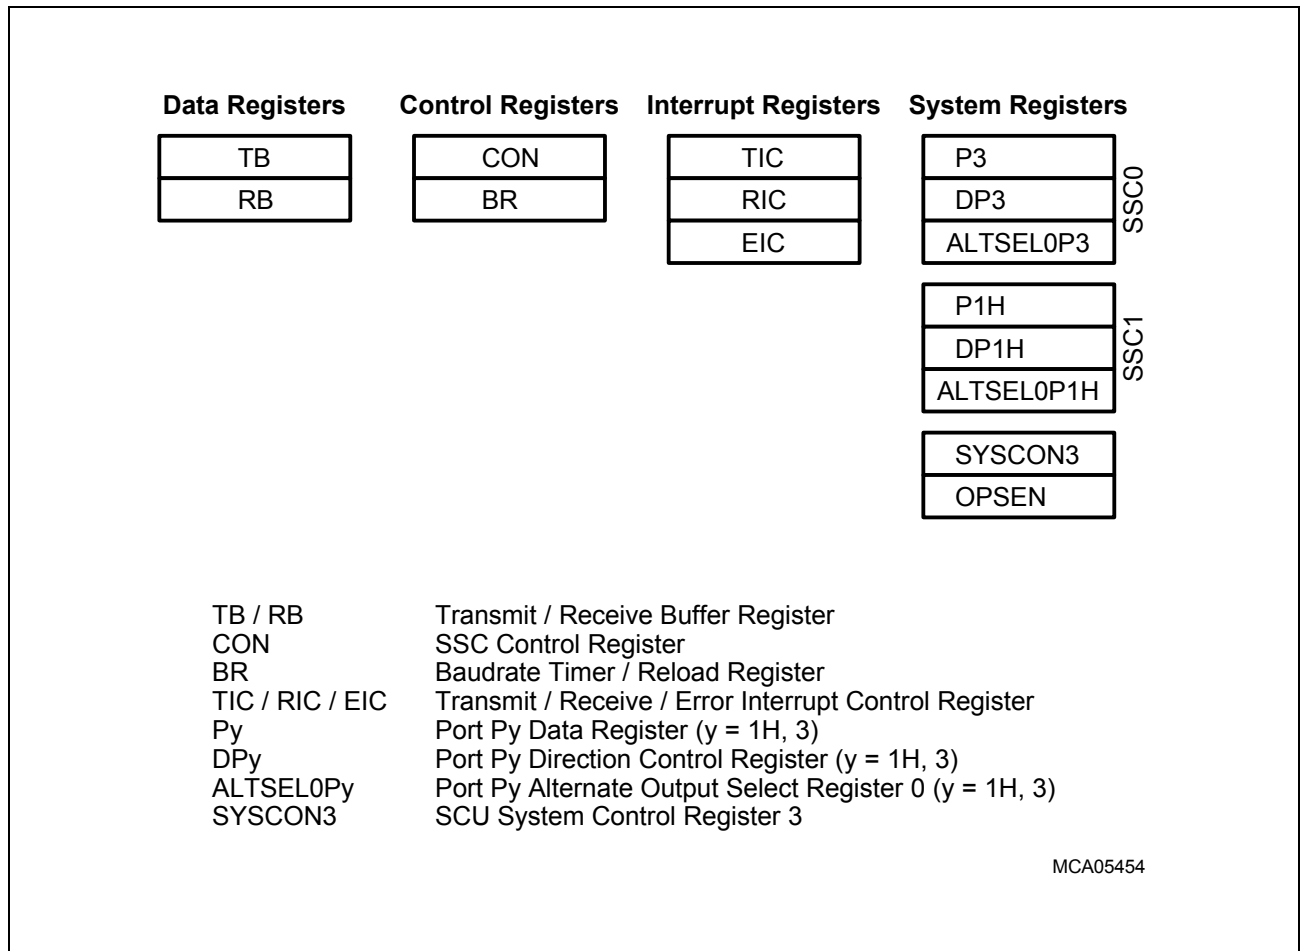 Data Registers Control Registers Interrupt Registers System Registers
TB CON TIC P3
RB BR RIC DP3
EIC ALTSEL0P3
SSC0
P1H
DP1H
ALTSEL0P1H
SSC1
SYSCON3
OPSEN
TB / RB Transmit / Receive Buffer Register
CON SSC Control Register
BR Baudrate Timer / Reload Register
TIC / RIC / EIC Transmit / Receive / Error Interrupt Control Register
Py Port Py Data Register (y = 1H, 3)
DPy Port Py Direction Control Register (y = 1H, 3)
ALTSEL0Py Port Py Alternate Output Select Register 0 (y = 1H, 3)
SYSCON3 SCU System Control Register 3
MCA05454